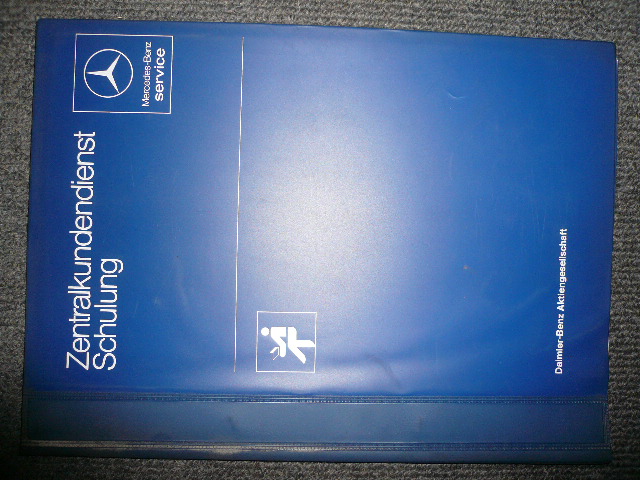 Mercedes-Benz
service
Zentralkundendienst
Schulung
Daimler-Benz Aktiengesellschaft